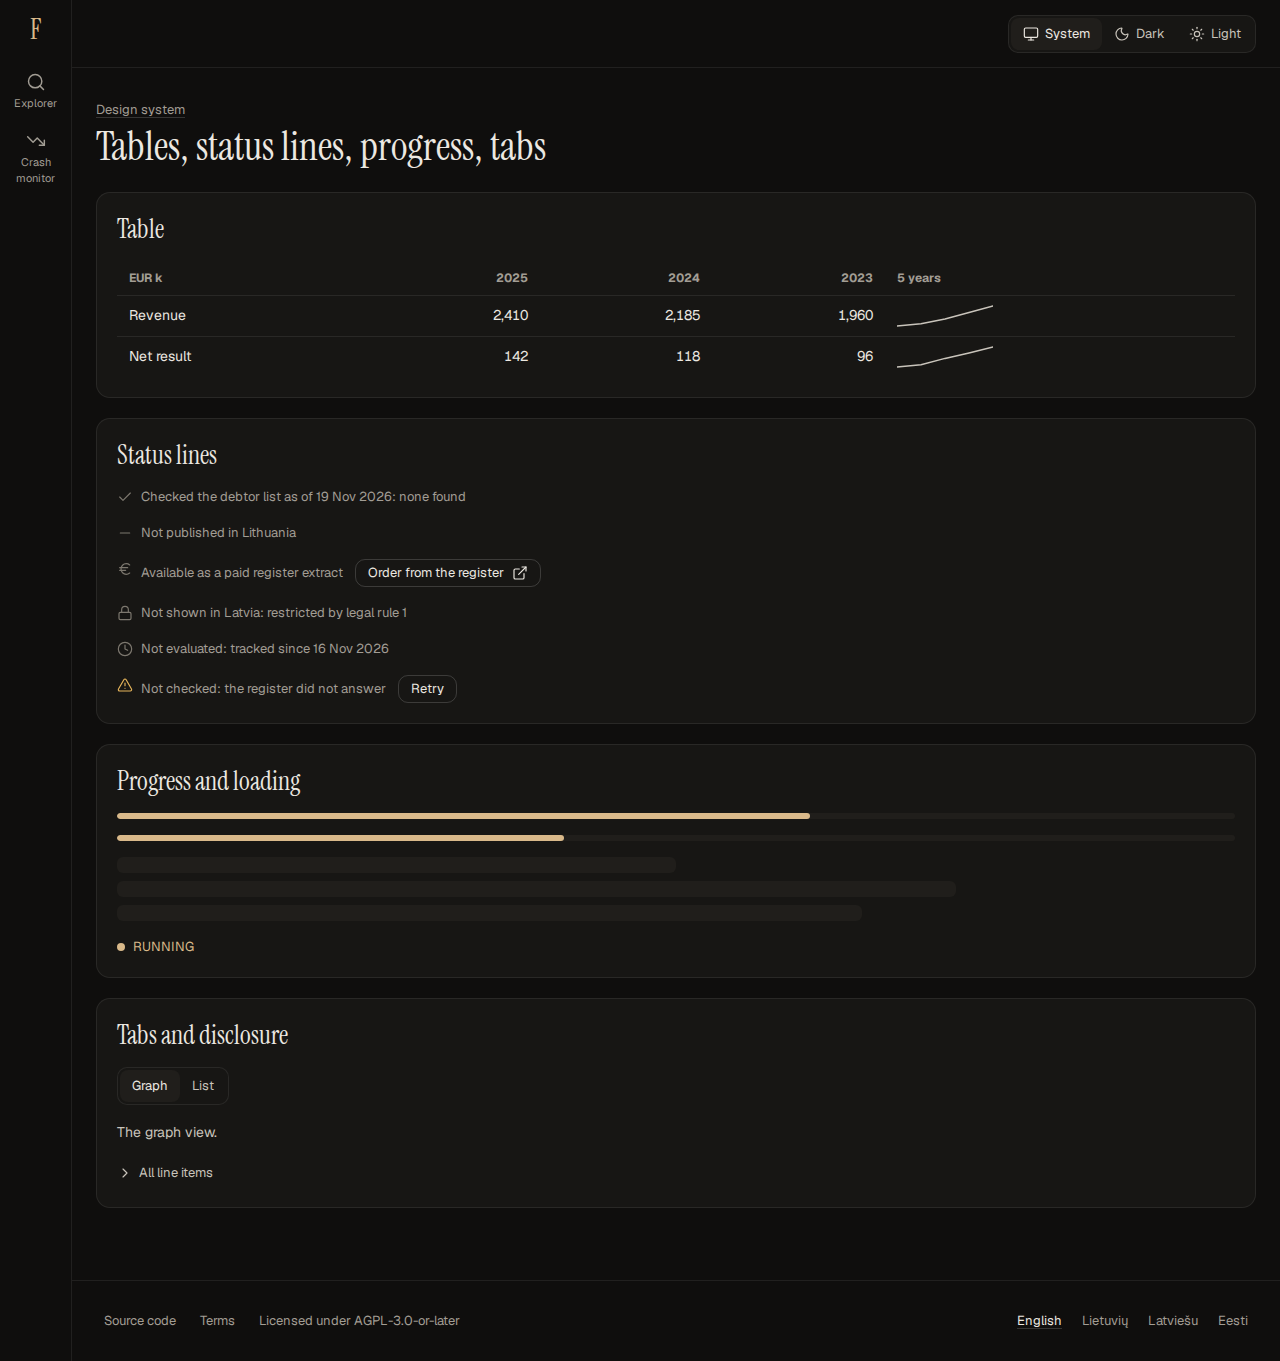 F
System Dark Light
Explorer
Crash
monitor
Design system
Tables, status lines, progress, tabs
Table
EUR k 2025 2024 2023 5 years
Revenue 2,410 2,185 1,960
Net result 142 118 96
Status lines
Checked the debtor list as of 19 Nov 2026: none found
Not published in Lithuania
€ Available as a paid register extract Order from the register
Not shown in Latvia: restricted by legal rule 1
Not evaluated: tracked since 16 Nov 2026
Not checked: the register did not answer Retry
Progress and loading
RUNNING
Tabs and disclosure
Graph List
The graph view.
All line items
Source code Terms Licensed under AGPL-3.0-or-later English Lietuvių Latviešu Eesti